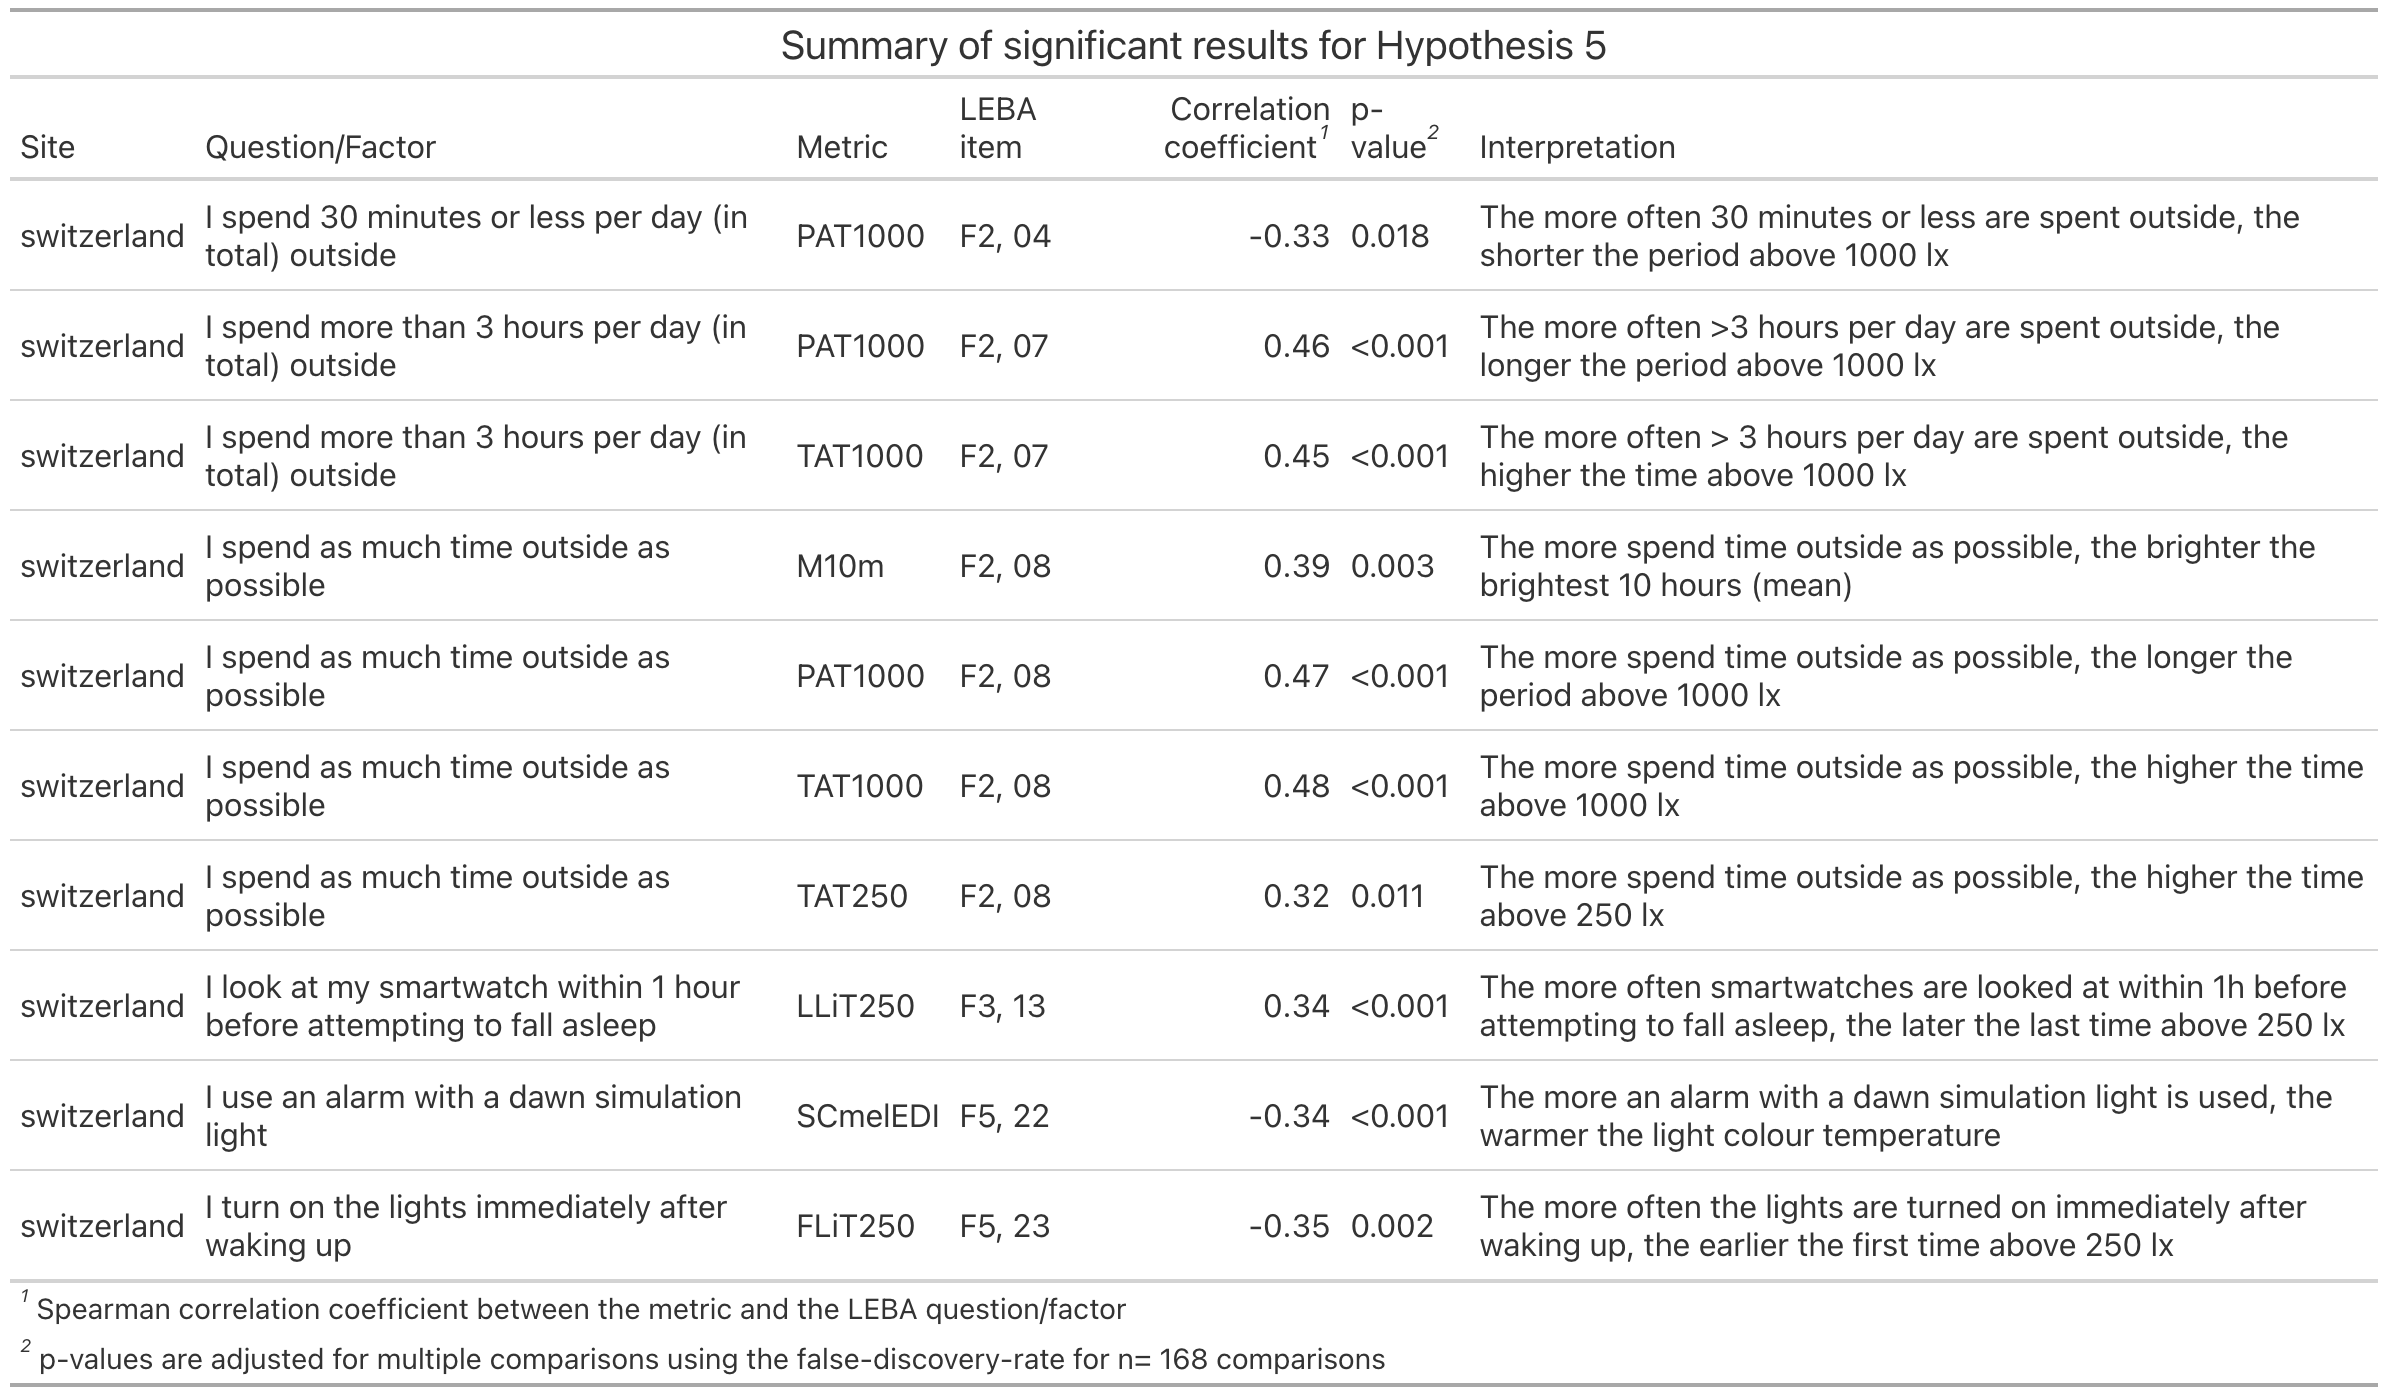 Summary of significant results for Hypothesis 5
Site Question/Factor Metric LEBA item Correlation coefficient1 p-value2 Interpretation
switzerland I spend 30 minutes or less per day (in total) outside PAT1000 F2, 04 -0.33 0.018 The more often 30 minutes or less are spent outside, the shorter the period above 1000 lx
switzerland I spend more than 3 hours per day (in total) outside PAT1000 F2, 07 0.46 <0.001 The more often >3 hours per day are spent outside, the longer the period above 1000 lx
switzerland I spend more than 3 hours per day (in total) outside TAT1000 F2, 07 0.45 <0.001 The more often > 3 hours per day are spent outside, the higher the time above 1000 lx
switzerland I spend as much time outside as possible M10m F2, 08 0.39 0.003 The more spend time outside as possible, the brighter the brightest 10 hours (mean)
switzerland I spend as much time outside as possible PAT1000 F2, 08 0.47 <0.001 The more spend time outside as possible, the longer the period above 1000 lx
switzerland I spend as much time outside as possible TAT1000 F2, 08 0.48 <0.001 The more spend time outside as possible, the higher the time above 1000 lx
switzerland I spend as much time outside as possible TAT250 F2, 08 0.32 0.011 The more spend time outside as possible, the higher the time above 250 lx
switzerland I look at my smartwatch within 1 hour before attempting to fall asleep LLiT250 F3, 13 0.34 <0.001 The more often smartwatches are looked at within 1h before attempting to fall asleep, the later the last time above 250 lx
switzerland I use an alarm with a dawn simulation light SCmelEDI F5, 22 -0.34 <0.001 The more an alarm with a dawn simulation light is used, the warmer the light colour temperature
switzerland I turn on the lights immediately after waking up FLiT250 F5, 23 -0.35 0.002 The more often the lights are turned on immediately after waking up, the earlier the first time above 250 lx
1 Spearman correlation coefficient between the metric and the LEBA question/factor
2 p-values are adjusted for multiple comparisons using the false-discovery-rate for n= 168 comparisons